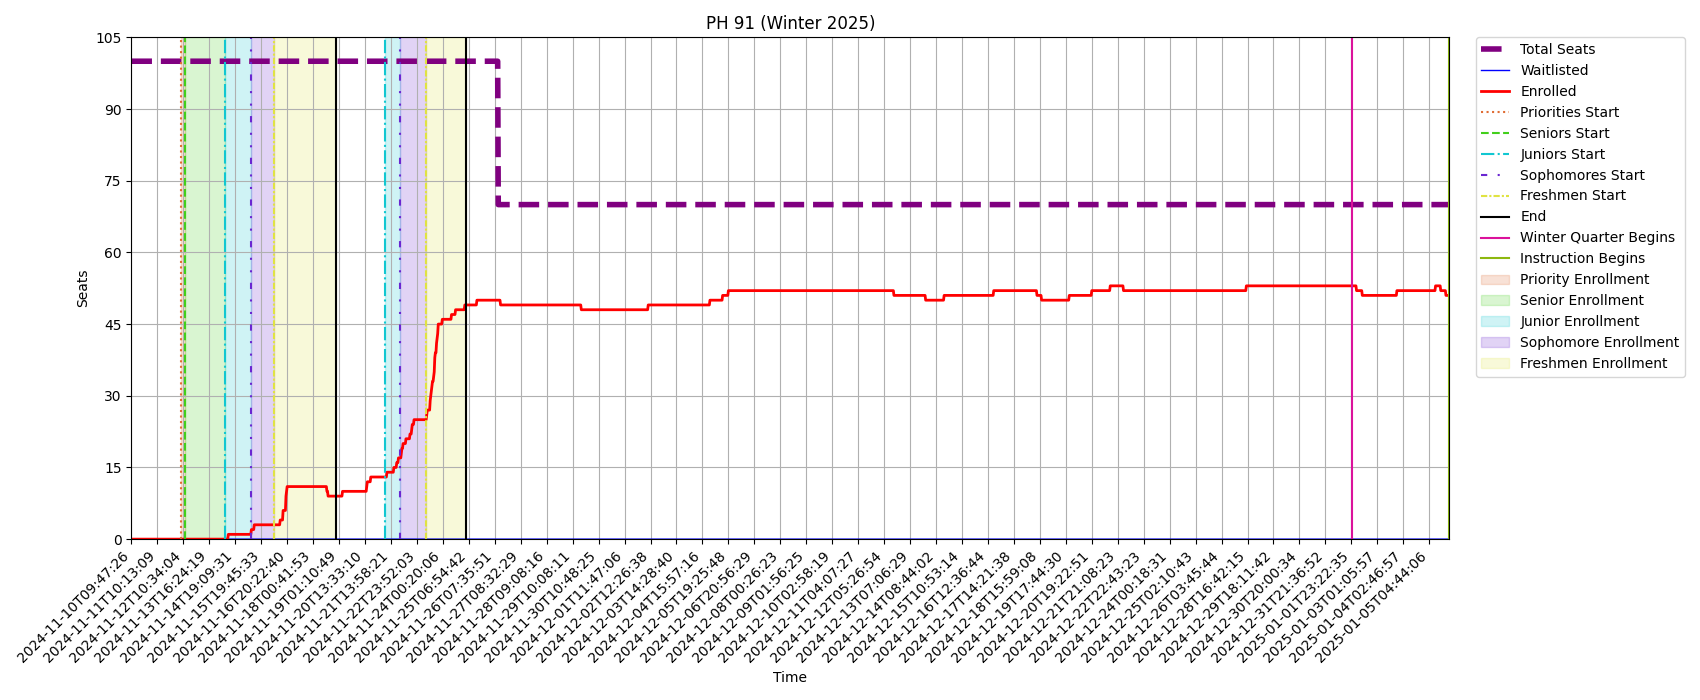 PH 91 (Winter 2025)
105
90
75
60
45
30
15
0
Seats
2024-11-10T09:47:26
2024-11-11T10:13:09
2024-11-12T10:34:04
2024-11-13T16:24:19
2024-11-14T19:09:31
2024-11-15T19:45:33
2024-11-16T20:22:40
2024-11-18T00:41:53
2024-11-19T01:10:49
2024-11-20T13:33:10
2024-11-21T13:58:21
2024-11-22T23:52:03
2024-11-24T00:20:06
2024-11-25T06:54:42
2024-11-26T07:35:51
2024-11-27T08:32:29
2024-11-28T09:08:16
2024-11-29T10:08:11
2024-11-30T10:48:25
2024-12-01T11:47:06
2024-12-02T12:26:38
2024-12-03T14:28:40
2024-12-04T15:57:16
2024-12-05T19:25:48
2024-12-06T20:56:29
2024-12-08T00:26:23
2024-12-09T01:56:25
2024-12-10T02:58:19
2024-12-11T04:07:27
2024-12-12T05:26:54
2024-12-13T07:06:29
2024-12-14T08:44:02
2024-12-15T10:53:14
2024-12-16T12:36:44
2024-12-17T14:21:38
2024-12-18T15:59:08
2024-12-19T17:44:30
2024-12-20T19:22:51
2024-12-21T21:08:23
2024-12-22T22:43:23
2024-12-24T00:18:31
2024-12-25T02:10:43
2024-12-26T03:45:44
2024-12-28T16:42:15
2024-12-29T18:11:42
2024-12-30T20:00:34
2024-12-31T21:36:52
2025-01-01T23:22:35
2025-01-03T01:05:57
2025-01-04T02:46:57
2025-01-05T04:44:06
Time
Total Seats
Waitlisted
Enrolled
Priorities Start
Seniors Start
Juniors Start
Sophomores Start
Freshmen Start
End
Winter Quarter Begins
Instruction Begins
Priority Enrollment
Senior Enrollment
Junior Enrollment
Sophomore Enrollment
Freshmen Enrollment